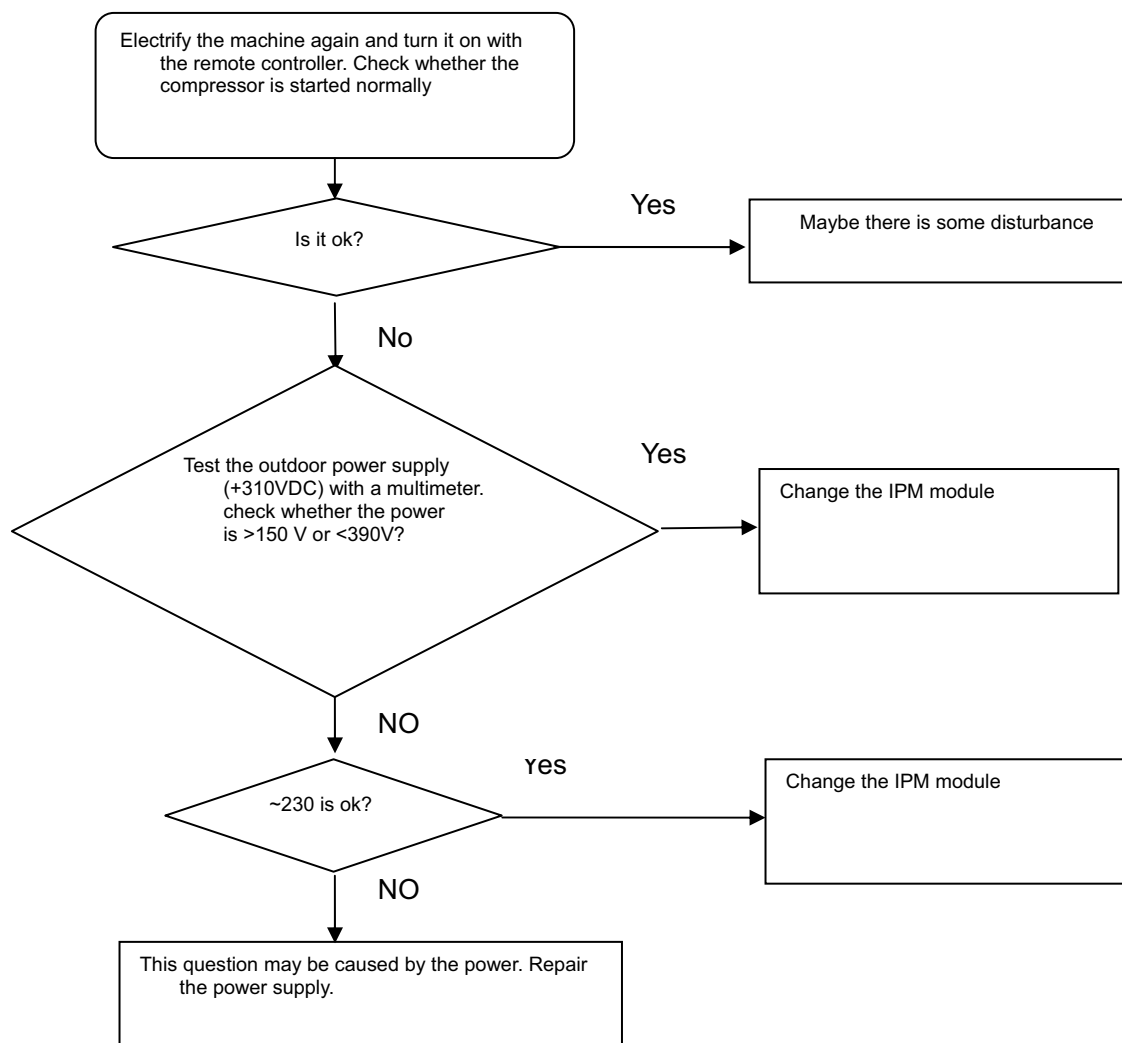 Electrify the machine again and turn it on with
the remote controller. Check whether the
compressor is started normally
Is it ok?
Yes
Maybe there is some disturbance
No
Test the outdoor power supply
(+310VDC) with a multimeter.
check whether the power
is >150 V or <390V?
Yes
Change the IPM module
NO
~230 is ok?
Yes
Change the IPM module
NO
This question may be caused by the power. Repair
the power supply.